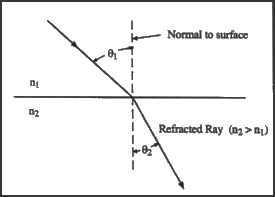 Normal to surface
θ₁
n₁
n₂
Refracted Ray (n₂ > n₁)
θ₂